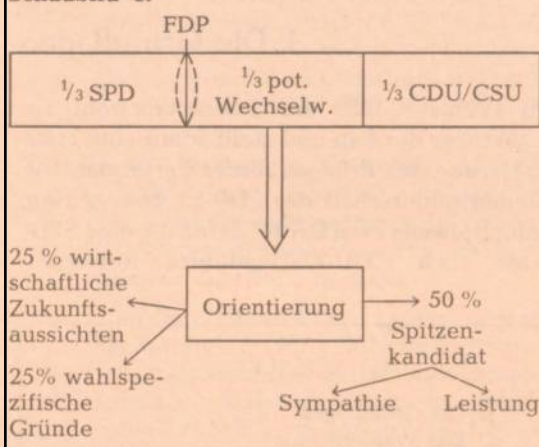 FDP
⅓ SPD
⅓ pot.
Wechselw.
⅓ CDU/CSU
25 % wirt-
schaftliche
Zukunfts-
aussichten
Orientierung
50 %
Spitzen-
kandidat
25% wahlspe-
zifische
Gründe
Sympathie
Leistung